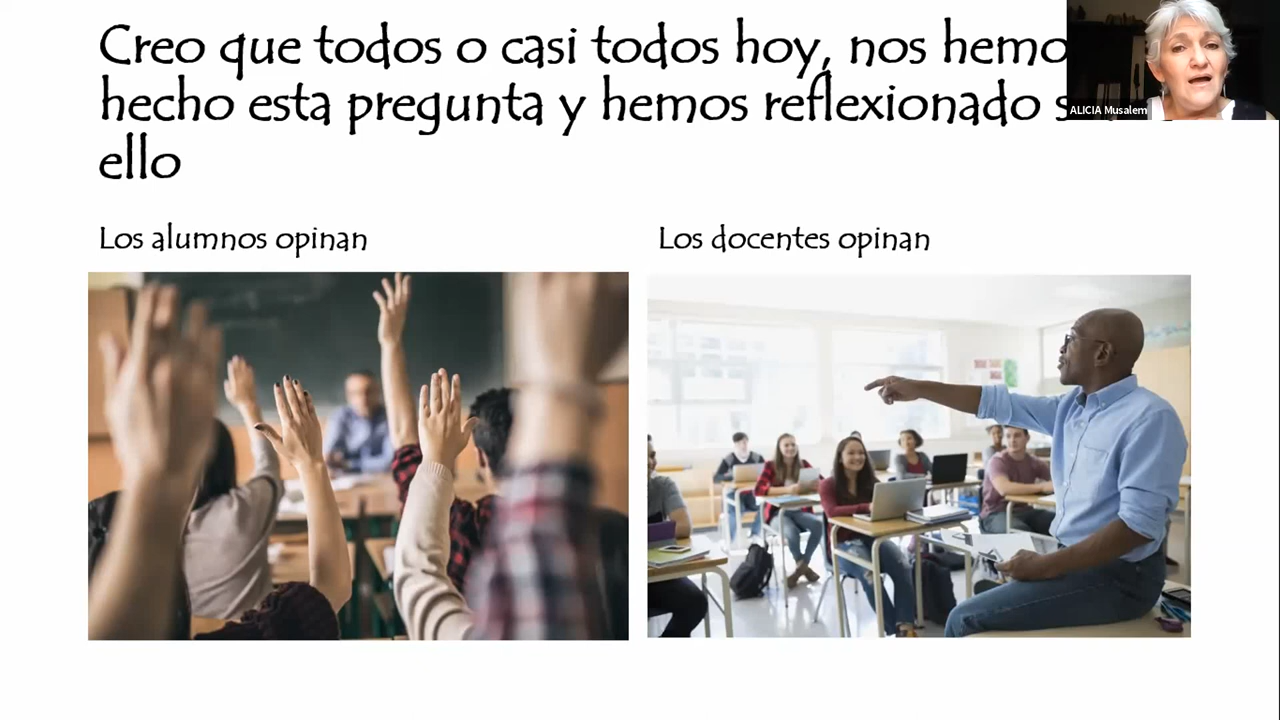 Creo que todos o casi todos hoy, nos hemo
hecho esta pregunta y hemos reflexionado s
ello
ALICIA Musalem
Los alumnos opinan
Los docentes opinan